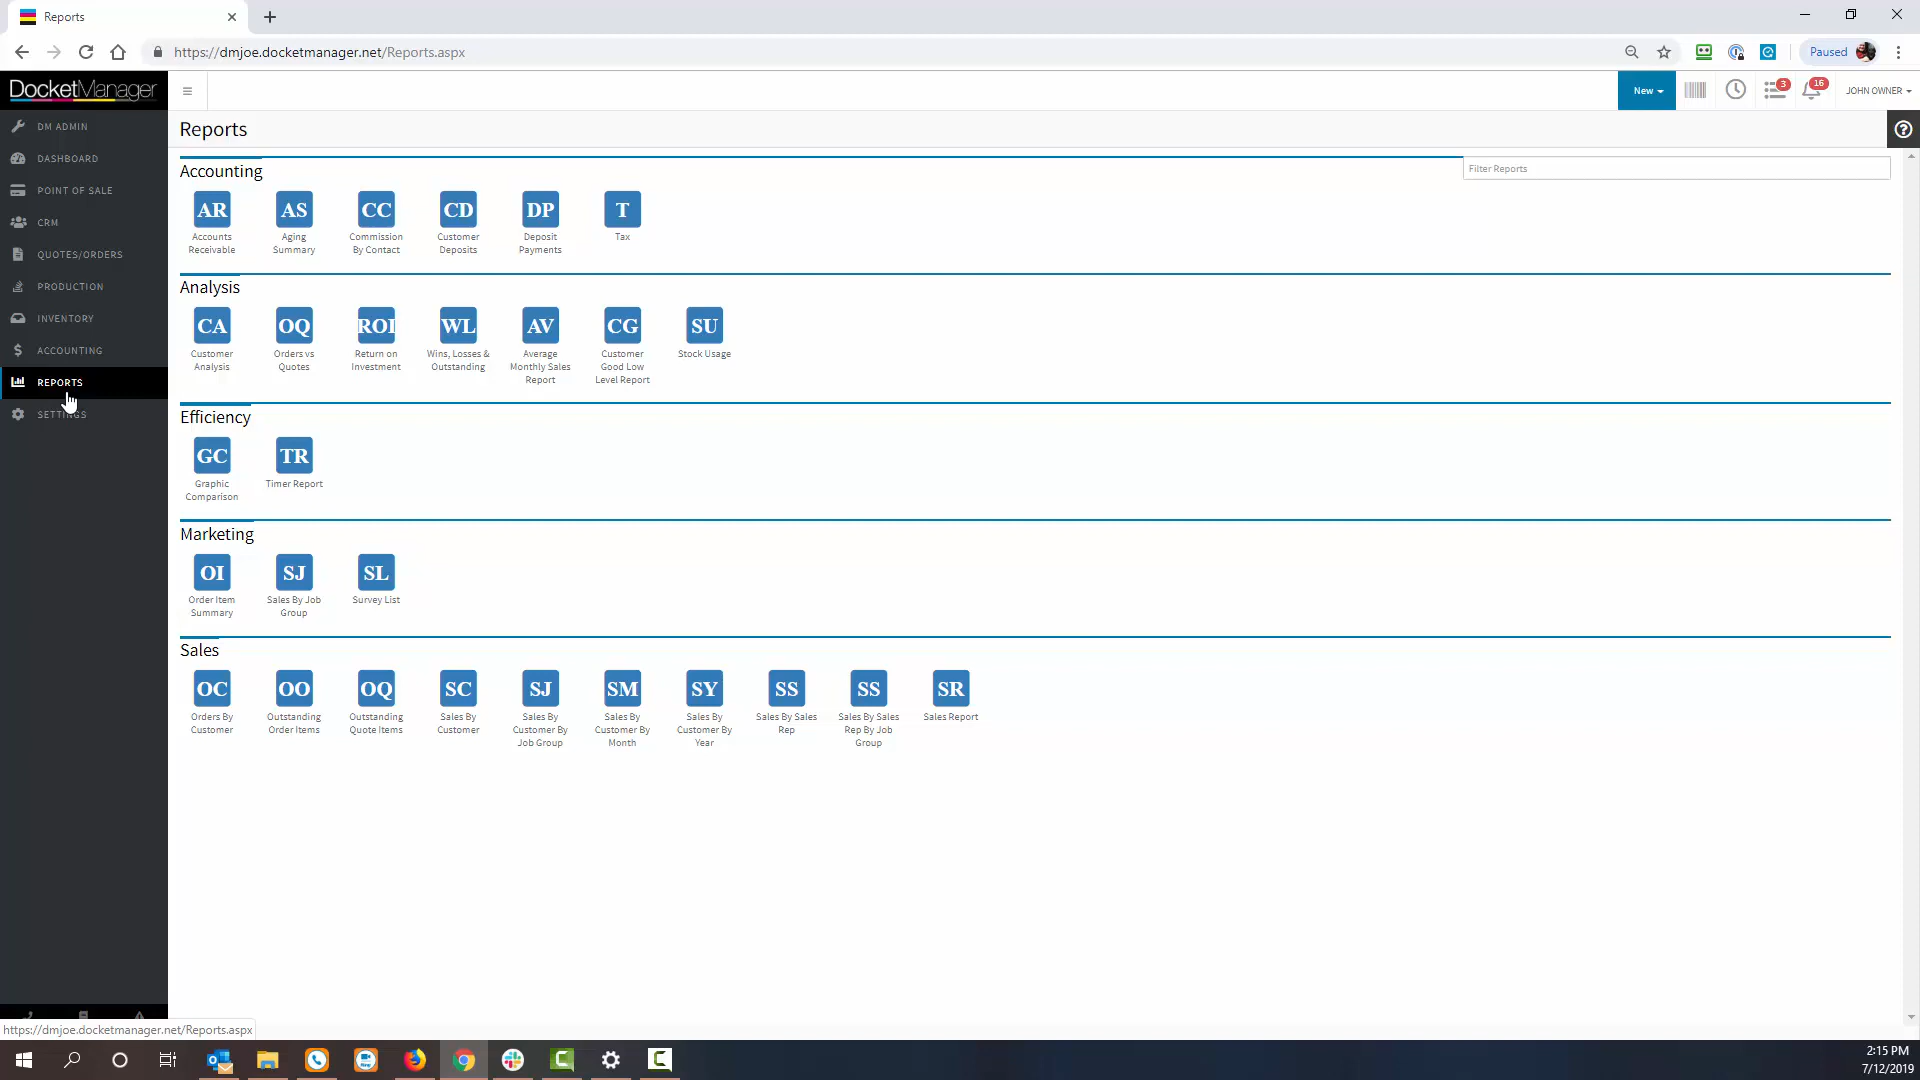 Reports
https://dmjoe.docketmanager.net/Reports.aspx
Paused
DocketManager
New
3
16
JOHN OWNER
DM ADMIN
DASHBOARD
POINT OF SALE
CRM
QUOTES/ORDERS
PRODUCTION
INVENTORY
ACCOUNTING
REPORTS
SETTINGS
Reports
Filter Reports
Accounting
AR AS CC CD DP T
Accounts Receivable
Aging Summary
Commission By Contact
Customer Deposits
Deposit Payments
Tax
Analysis
CA OQ ROI WL AV CG SU
Customer Analysis
Orders vs Quotes
Return on Investment
Wins, Losses & Outstanding
Average Monthly Sales Report
Customer Good Low Level Report
Stock Usage
Efficiency
GC TR
Graphic Comparison
Timer Report
Marketing
OI SJ SL
Order Item Summary
Sales By Job Group
Survey List
Sales
OC OO OQ SC SJ SM SY SS SS SR
Orders By Customer
Outstanding Order Items
Outstanding Quote Items
Sales By Customer
Sales By Customer By Job Group
Sales By Customer By Month
Sales By Customer By Year
Sales By Sales Rep
Sales By Sales Rep By Job Group
Sales Report
https://dmjoe.docketmanager.net/Reports.aspx
2:15 PM
7/12/2019